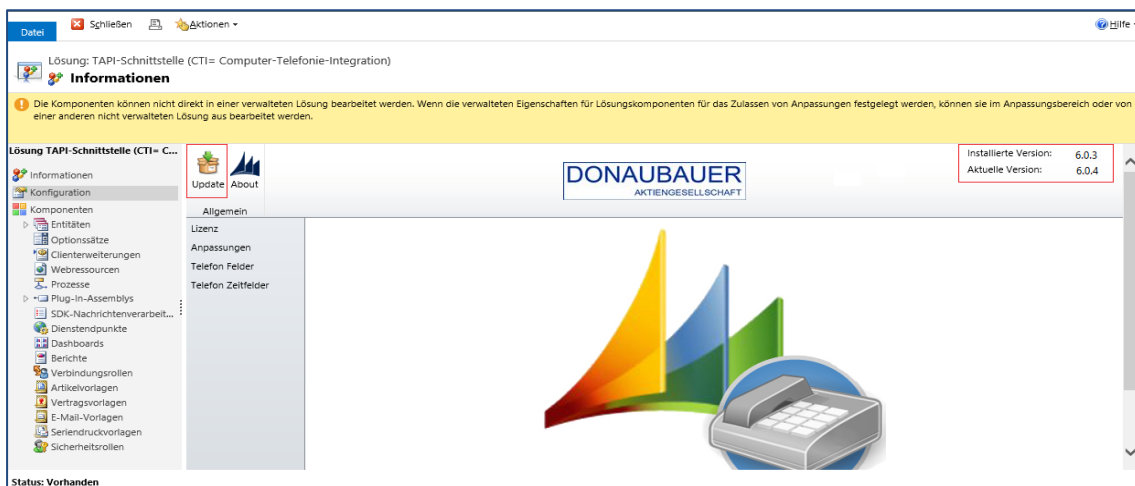 Datei
Schließen
Aktionen
Hilfe
Lösung: TAPI-Schnittstelle (CTI= Computer-Telefonie-Integration)
Informationen
Die Komponenten können nicht direkt in einer verwalteten Lösung bearbeitet werden. Wenn die verwalteten Eigenschaften für Lösungskomponenten für das Zulassen von Anpassungen festgelegt werden, können sie im Anpassungsbereich oder von
einer anderen nicht verwalteten Lösung aus bearbeitet werden.
Lösung TAPI-Schnittstelle (CTI= C...
Informationen
Konfiguration
Komponenten
Entitäten
Optionssätze
Clienterweiterungen
Webressourcen
Prozesse
Plug-In-Assemblys
SDK-Nachrichtenverarbeit...
Dienstendpunkte
Dashboards
Berichte
Verbindungsrollen
Artikelvorlagen
Vertragsvorlagen
E-Mail-Vorlagen
Seriendruckvorlagen
Sicherheitsrollen
Update
About
Allgemein
Lizenz
Anpassungen
Telefon Felder
Telefon Zeitfelder
DONAUBAUER
AKTIENGESELLSCHAFT
Installierte Version: 6.0.3
Aktuelle Version: 6.0.4
Status: Vorhanden